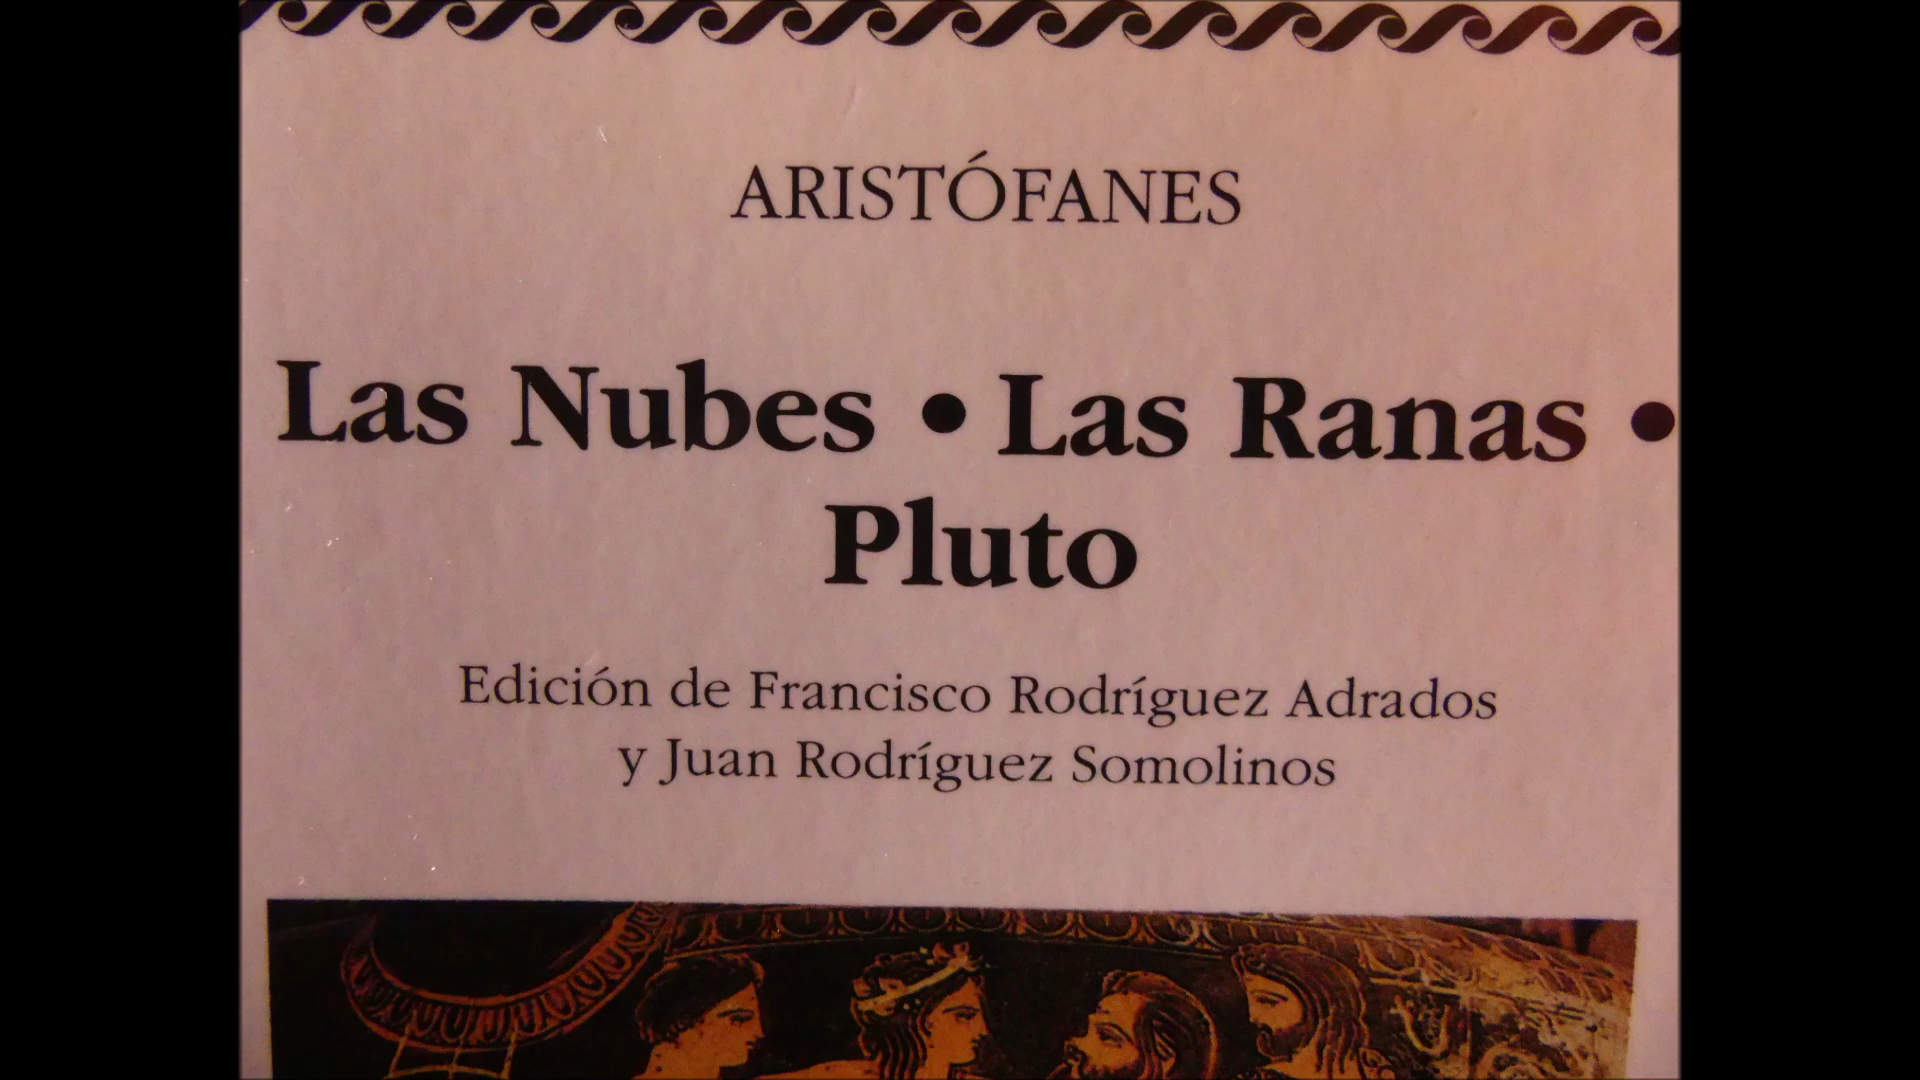 ARISTÓFANES
Las Nubes • Las Ranas •
Pluto
Edición de Francisco Rodríguez Adrados
y Juan Rodríguez Somolinos